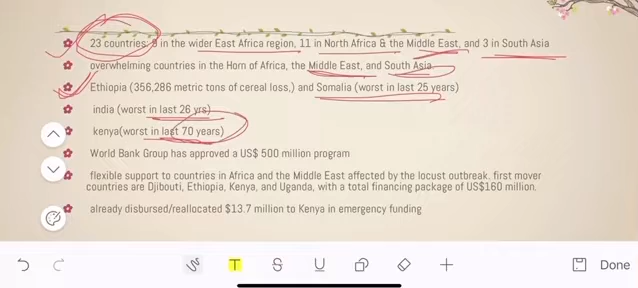 23 countries: 9 in the wider East Africa region, 11 in North Africa & the Middle East, and 3 in South Asia
overwhelming countries in the Horn of Africa, the Middle East, and South Asia.
Ethiopia (356,286 metric tons of cereal loss,) and Somalia (worst in last 25 years)
india (worst in last 26 yrs)
kenya(worst in last 70 years)
World Bank Group has approved a US$ 500 million program
flexible support to countries in Africa and the Middle East affected by the locust outbreak. first mover
countries are Djibouti, Ethiopia, Kenya, and Uganda, with a total financing package of US$160 million.
already disbursed/reallocated $13.7 million to Kenya in emergency funding
T S U Done